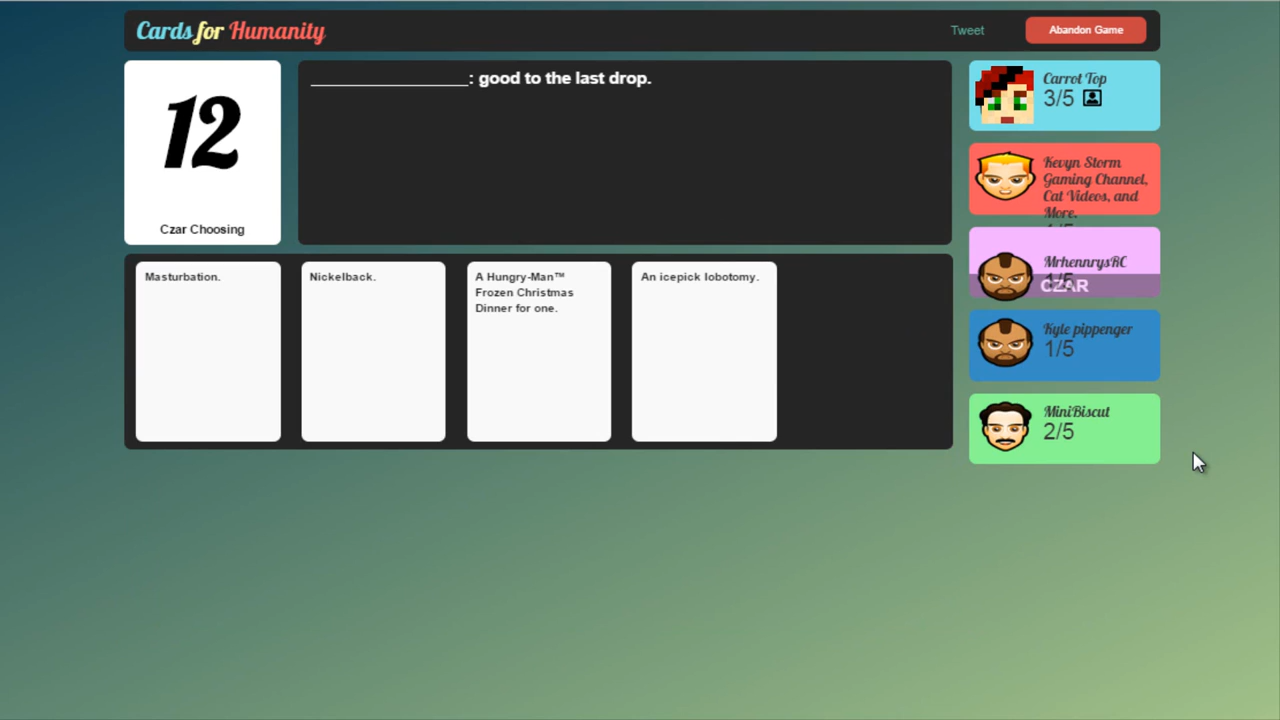 Cards for Humanity
Tweet
Abandon Game
12
Czar Choosing
____________________: good to the last drop.
Masturbation.
Nickelback.
A Hungry-Man™
Frozen Christmas
Dinner for one.
An icepick lobotomy.
Carrot Top
3/5
Kevyn Storm
Gaming Channel,
Cat Videos, and
More.
MrhennrysRC
CZAR
Kyle pippenger
1/5
MiniBiscut
2/5